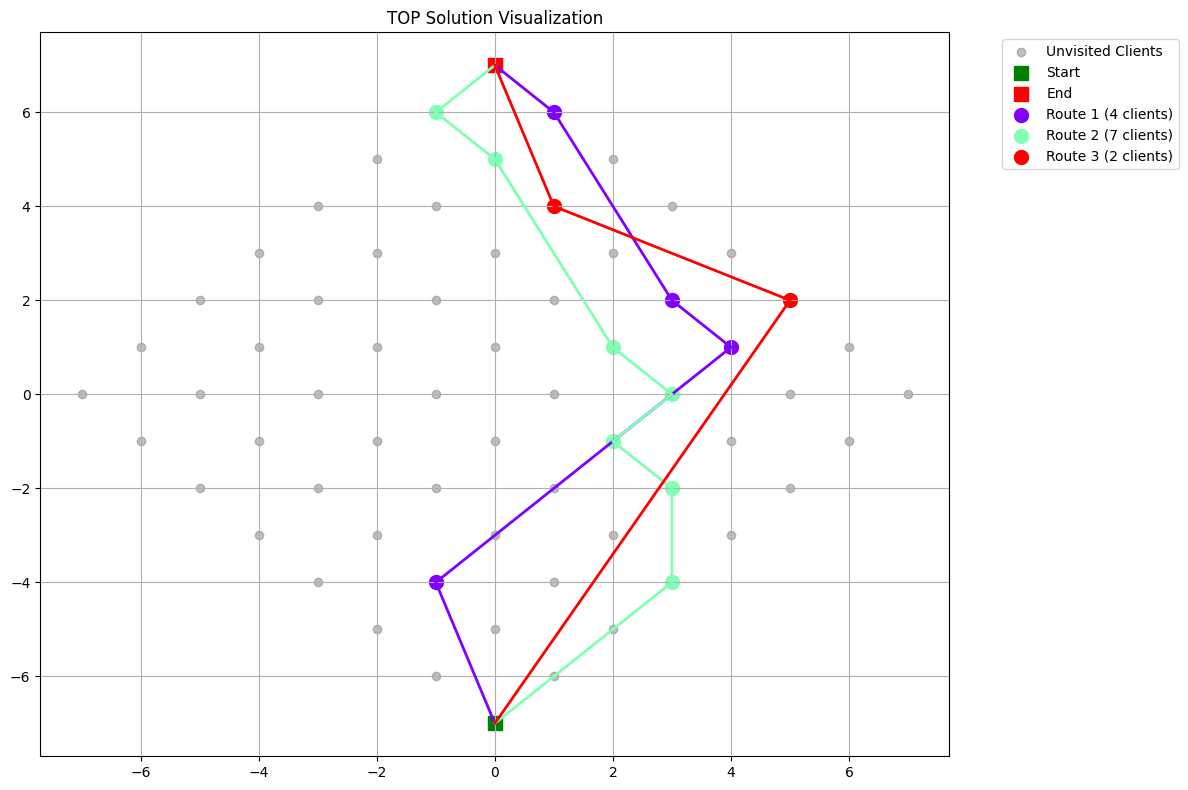 TOP Solution Visualization
Unvisited Clients
Start
End
Route 1 (4 clients)
Route 2 (7 clients)
Route 3 (2 clients)
6
4
2
0
−2
−4
−6
−6 −4 −2 0 2 4 6